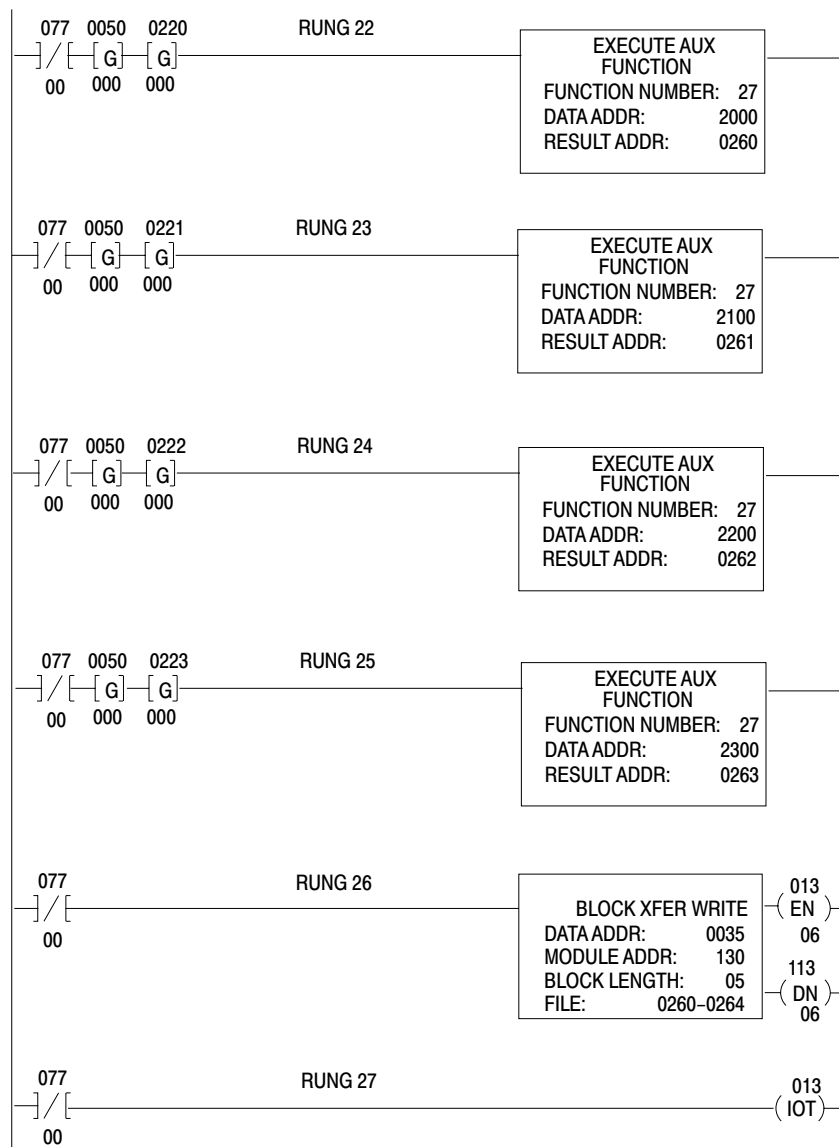 077 0050 0220 RUNG 22
G G
00 000 000
EXECUTE AUX
FUNCTION
FUNCTION NUMBER: 27
DATA ADDR: 2000
RESULT ADDR: 0260
077 0050 0221 RUNG 23
G G
00 000 000
EXECUTE AUX
FUNCTION
FUNCTION NUMBER: 27
DATA ADDR: 2100
RESULT ADDR: 0261
077 0050 0222 RUNG 24
G G
00 000 000
EXECUTE AUX
FUNCTION
FUNCTION NUMBER: 27
DATA ADDR: 2200
RESULT ADDR: 0262
077 0050 0223 RUNG 25
G G
00 000 000
EXECUTE AUX
FUNCTION
FUNCTION NUMBER: 27
DATA ADDR: 2300
RESULT ADDR: 0263
077 RUNG 26
00
BLOCK XFER WRITE
DATA ADDR: 0035
MODULE ADDR: 130
BLOCK LENGTH: 05
FILE: 0260–0264
013
EN
06
113
DN
06
077 RUNG 27 013
IOT
00